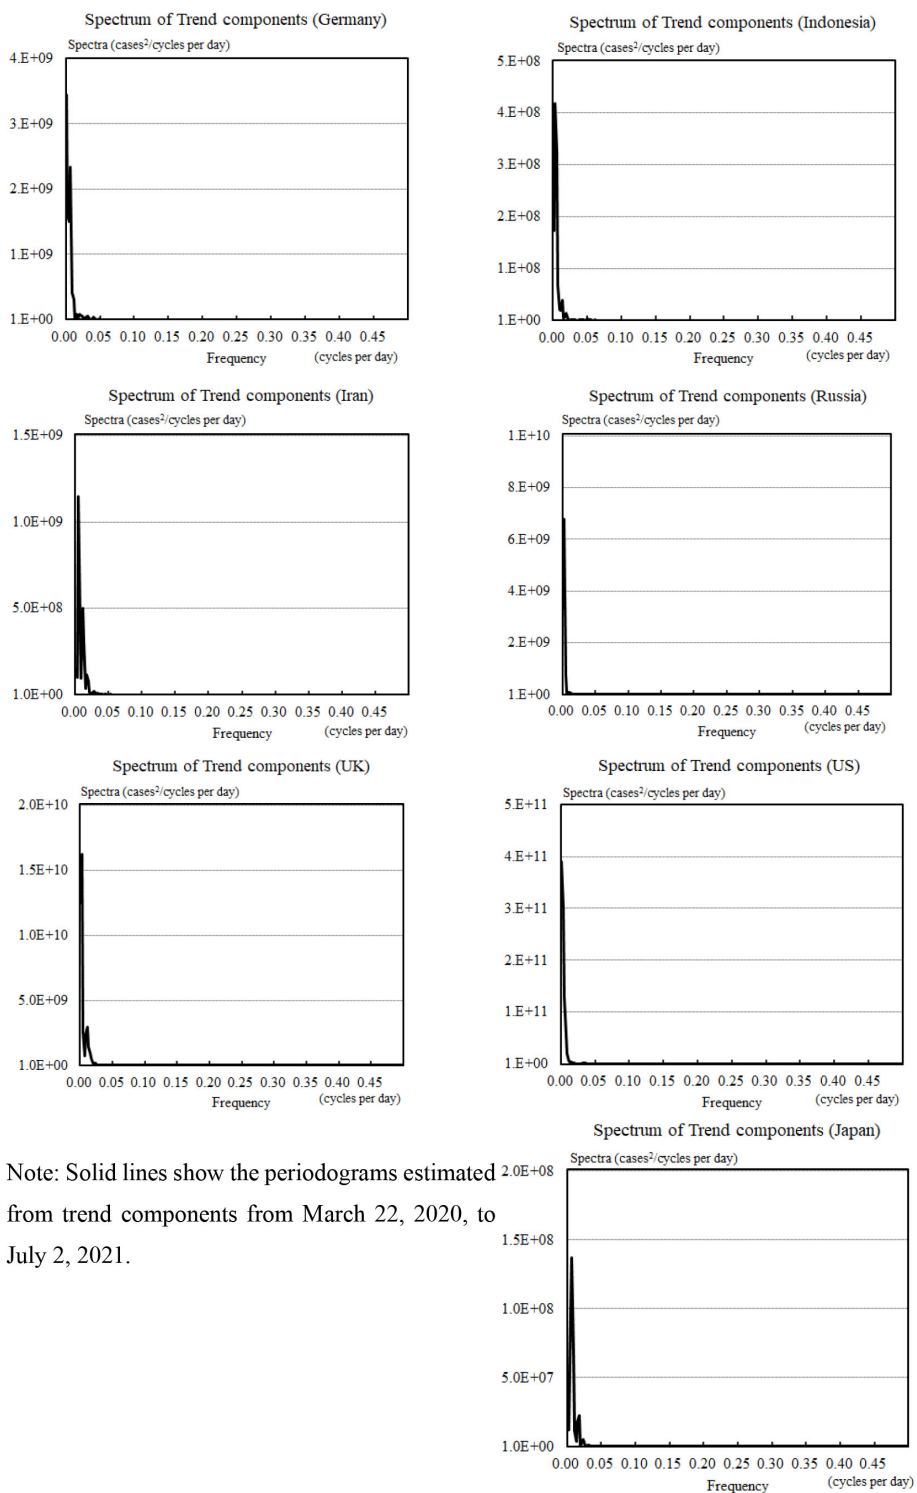 Spectrum of Trend components (Germany)
Spectra (cases²/cycles per day)
4.E+09
3.E+09
2.E+09
1.E+09
1.E+00
0.00 0.05 0.10 0.15 0.20 0.25 0.30 0.35 0.40 0.45
Frequency
(cycles per day)
Spectrum of Trend components (Indonesia)
Spectra (cases²/cycles per day)
5.E+08
4.E+08
3.E+08
2.E+08
1.E+08
1.E+00
0.00 0.05 0.10 0.15 0.20 0.25 0.30 0.35 0.40 0.45
Frequency
(cycles per day)
Spectrum of Trend components (Iran)
Spectra (cases²/cycles per day)
1.5E+09
1.0E+09
5.0E+08
1.0E+00
0.00 0.05 0.10 0.15 0.20 0.25 0.30 0.35 0.40 0.45
Frequency
(cycles per day)
Spectrum of Trend components (Russia)
Spectra (cases²/cycles per day)
1.E+10
8.E+09
6.E+09
4.E+09
2.E+09
1.E+00
0.00 0.05 0.10 0.15 0.20 0.25 0.30 0.35 0.40 0.45
Frequency
(cycles per day)
Spectrum of Trend components (UK)
Spectra (cases²/cycles per day)
2.0E+10
1.5E+10
1.0E+10
5.0E+09
1.0E+00
0.00 0.05 0.10 0.15 0.20 0.25 0.30 0.35 0.40 0.45
Frequency
(cycles per day)
Spectrum of Trend components (US)
Spectra (cases²/cycles per day)
5.E+11
4.E+11
3.E+11
2.E+11
1.E+11
1.E+00
0.00 0.05 0.10 0.15 0.20 0.25 0.30 0.35 0.40 0.45
Frequency
(cycles per day)
Note: Solid lines show the periodograms estimated
from trend components from March 22, 2020, to
July 2, 2021.
Spectrum of Trend components (Japan)
Spectra (cases²/cycles per day)
2.0E+08
1.5E+08
1.0E+08
5.0E+07
1.0E+00
0.00 0.05 0.10 0.15 0.20 0.25 0.30 0.35 0.40 0.45
Frequency
(cycles per day)